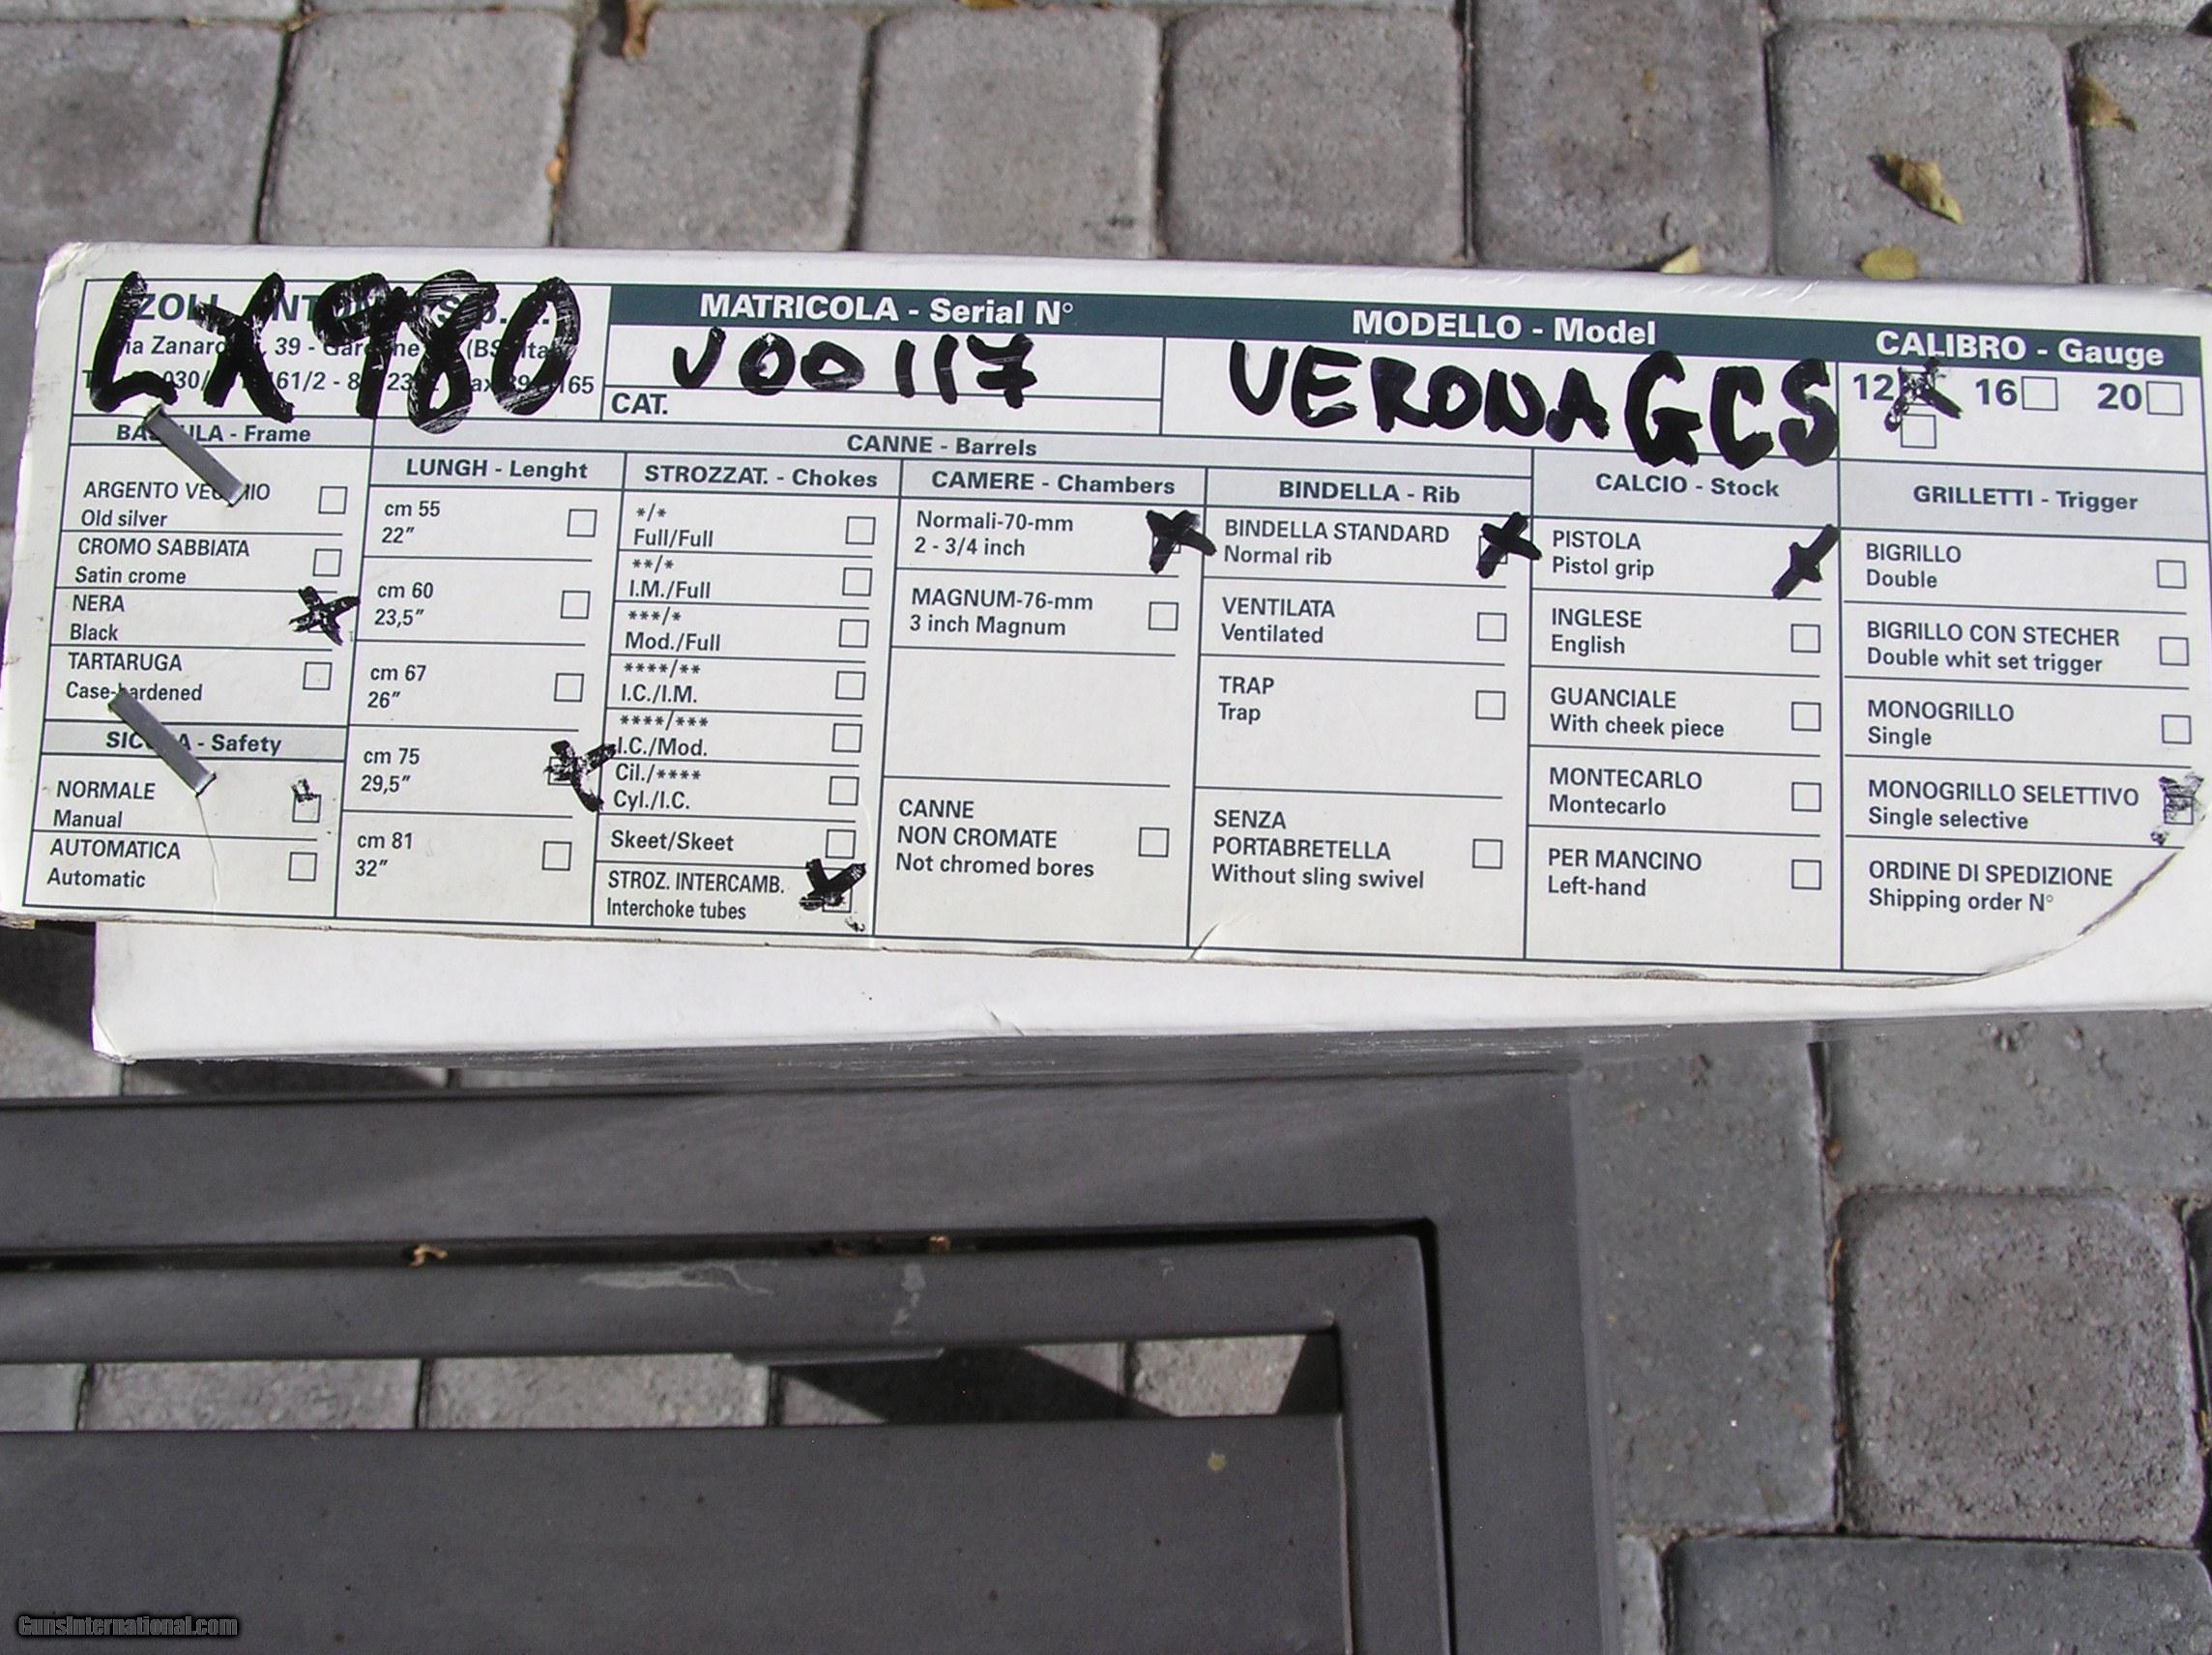 LX980
ZOLI
39 -
MATRICOLA - Serial N°
V00117
CAT.
MODELLO - Model
VERONA GCS
CALIBRO - Gauge
12 16 20
- Frame
ARGENTO VECCHIO
Old silver
CROMO SABBIATA
Satin crome
NERA
Black
TARTARUGA
Case-hardened
- Safety
NORMALE
Manual
AUTOMATICA
Automatic
CANNE - Barrels
LUNGH - Lenght
cm 55
22”
cm 60
23,5”
cm 67
26”
cm 75
29,5”
cm 81
32”
STROZZAT. - Chokes
*/*
Full/Full
**/*
I.M./Full
***/*
Mod./Full
****/**
I.C./I.M.
****/***
I.C./Mod.
Cil./****
Cyl./I.C.
Skeet/Skeet
STROZ. INTERCAMB.
Interchoke tubes
CAMERE - Chambers
Normali-70-mm
2 - 3/4 inch
MAGNUM-76-mm
3 inch Magnum
CANNE
NON CROMATE
Not chromed bores
BINDELLA - Rib
BINDELLA STANDARD
Normal rib
VENTILATA
Ventilated
TRAP
Trap
SENZA
PORTABRETELLA
Without sling swivel
CALCIO - Stock
PISTOLA
Pistol grip
INGLESE
English
GUANCIALE
With cheek piece
MONTECARLO
Montecarlo
PER MANCINO
Left-hand
GRILLETTI - Trigger
BIGRILLO
Double
BIGRILLO CON STECHER
Double whit set trigger
MONOGRILLO
Single
MONOGRILLO SELETTIVO
Single selective
ORDINE DI SPEDIZIONE
Shipping order N°
GunsInternational.com